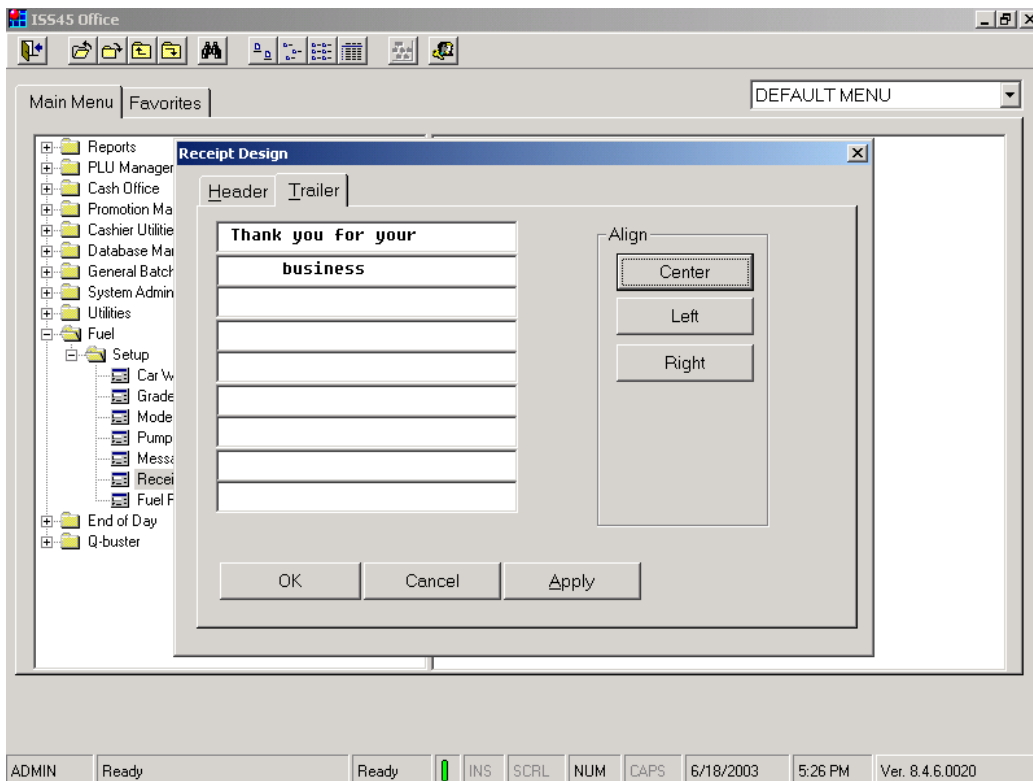 ISS45 Office
Main Menu
Favorites
DEFAULT MENU
Reports
PLU Manager
Cash Office
Promotion Ma
Cashier Utilitie
Database Mar
General Batch
System Admin
Utilities
Fuel
Setup
Car W
Grade
Mode
Pump
Messa
Recei
Fuel F
End of Day
Q-buster
Receipt Design
Header
Trailer
Thank you for your
business
Align
Center
Left
Right
OK
Cancel
Apply
ADMIN Ready Ready INS SCRL NUM CAPS 6/18/2003 5:26 PM Ver. 8.4.6.0020